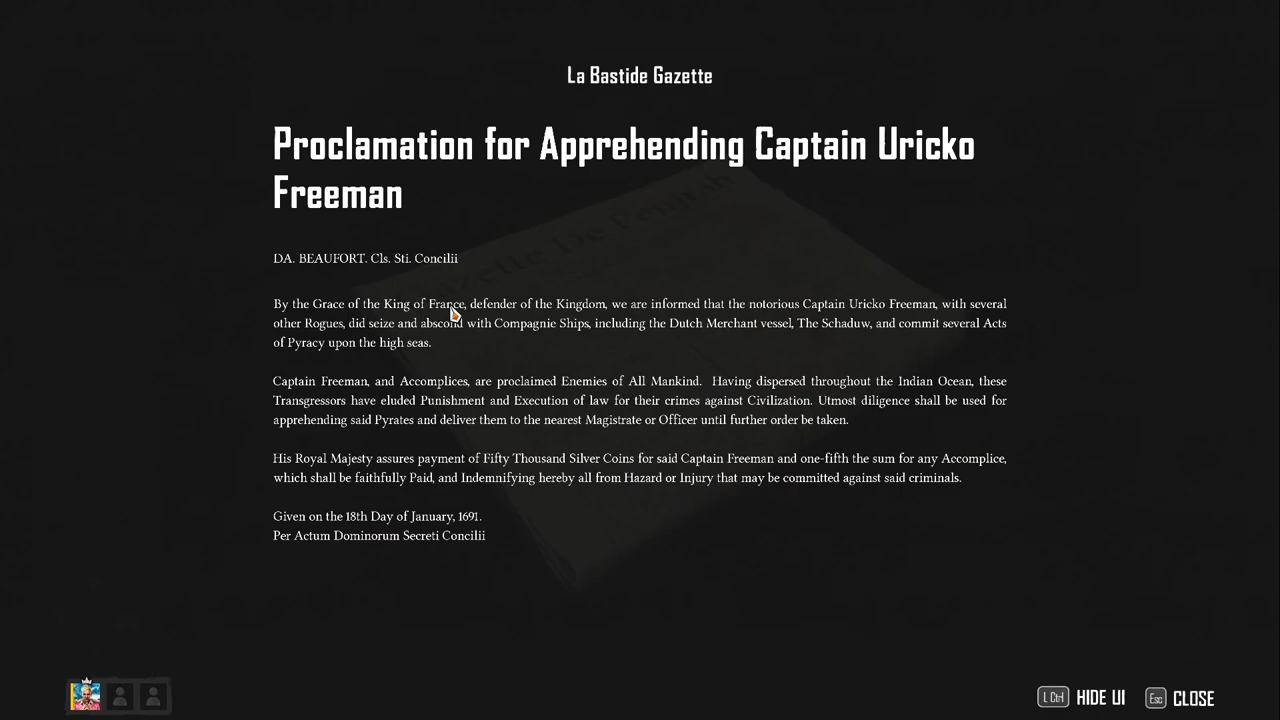 La Bastide Gazette
Proclamation for Apprehending Captain Uricko
Freeman
DA. BEAUFORT. Cls. Sti. Concilii
By the Grace of the King of France, defender of the Kingdom, we are informed that the notorious Captain Uricko Freeman, with several
other Rogues, did seize and abscond with Compagnie Ships, including the Dutch Merchant vessel, The Schaduw, and commit several Acts
of Pyracy upon the high seas.
Captain Freeman, and Accomplices, are proclaimed Enemies of All Mankind. Having dispersed throughout the Indian Ocean, these
Transgressors have eluded Punishment and Execution of law for their crimes against Civilization. Utmost diligence shall be used for
apprehending said Pyrates and deliver them to the nearest Magistrate or Officer until further order be taken.
His Royal Majesty assures payment of Fifty Thousand Silver Coins for said Captain Freeman and one-fifth the sum for any Accomplice,
which shall be faithfully Paid, and Indemnifying hereby all from Hazard or Injury that may be committed against said criminals.
Given on the 18th Day of January, 1691.
Per Actum Dominorum Secreti Concilii
L Ctrl HIDE UI Esc CLOSE